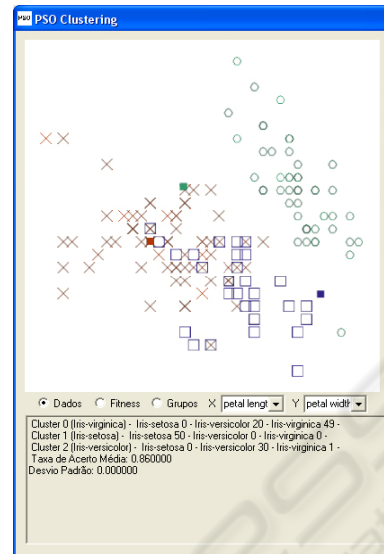 PSO PSO Clustering
Dados Fitness Grupos X petal lengt Y petal width
Cluster 0 (Iris-virginica) - Iris-setosa 0 - Iris-versicolor 20 - Iris-virginica 49 -
Cluster 1 (Iris-setosa) - Iris-setosa 50 - Iris-versicolor 0 - Iris-virginica 0 -
Cluster 2 (Iris-versicolor) - Iris-setosa 0 - Iris-versicolor 30 - Iris-virginica 1 -
Taxa de Acerto Média: 0.860000
Desvio Padrão: 0.000000